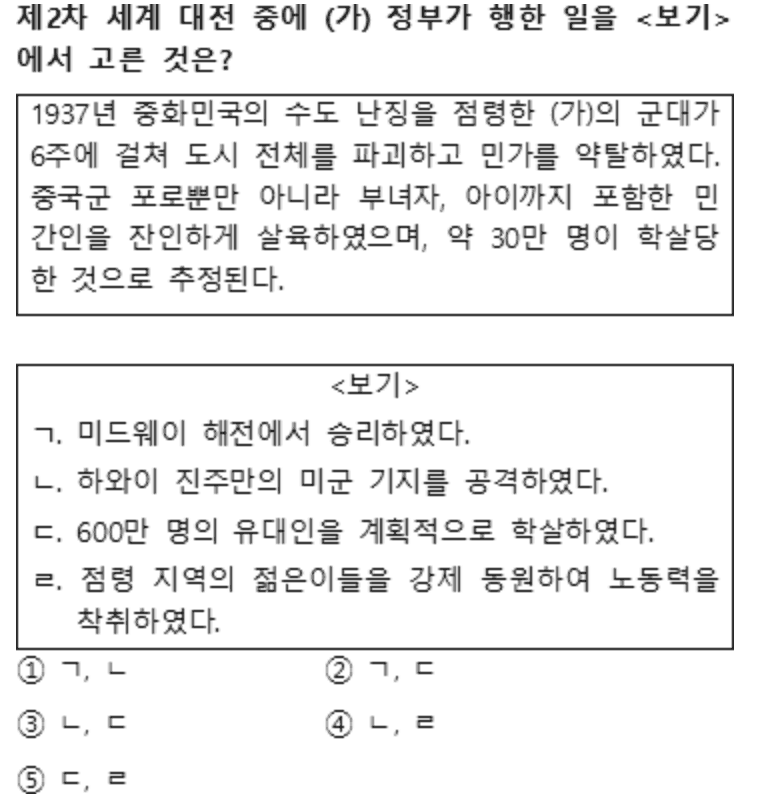 제2차 세계 대전 중에 (가) 정부가 행한 일을 <보기>
에서 고른 것은?
1937년 중화민국의 수도 난징을 점령한 (가)의 군대가
6주에 걸쳐 도시 전체를 파괴하고 민가를 약탈하였다.
중국군 포로뿐만 아니라 부녀자, 아이까지 포함한 민
간인을 잔인하게 살육하였으며, 약 30만 명이 학살당
한 것으로 추정된다.
<보기>
ㄱ. 미드웨이 해전에서 승리하였다.
ㄴ. 하와이 진주만의 미군 기지를 공격하였다.
ㄷ. 600만 명의 유대인을 계획적으로 학살하였다.
ㄹ. 점령 지역의 젊은이들을 강제 동원하여 노동력을
착취하였다.
① ㄱ, ㄴ ② ㄱ, ㄷ
③ ㄴ, ㄷ ④ ㄴ, ㄹ
⑤ ㄷ, ㄹ